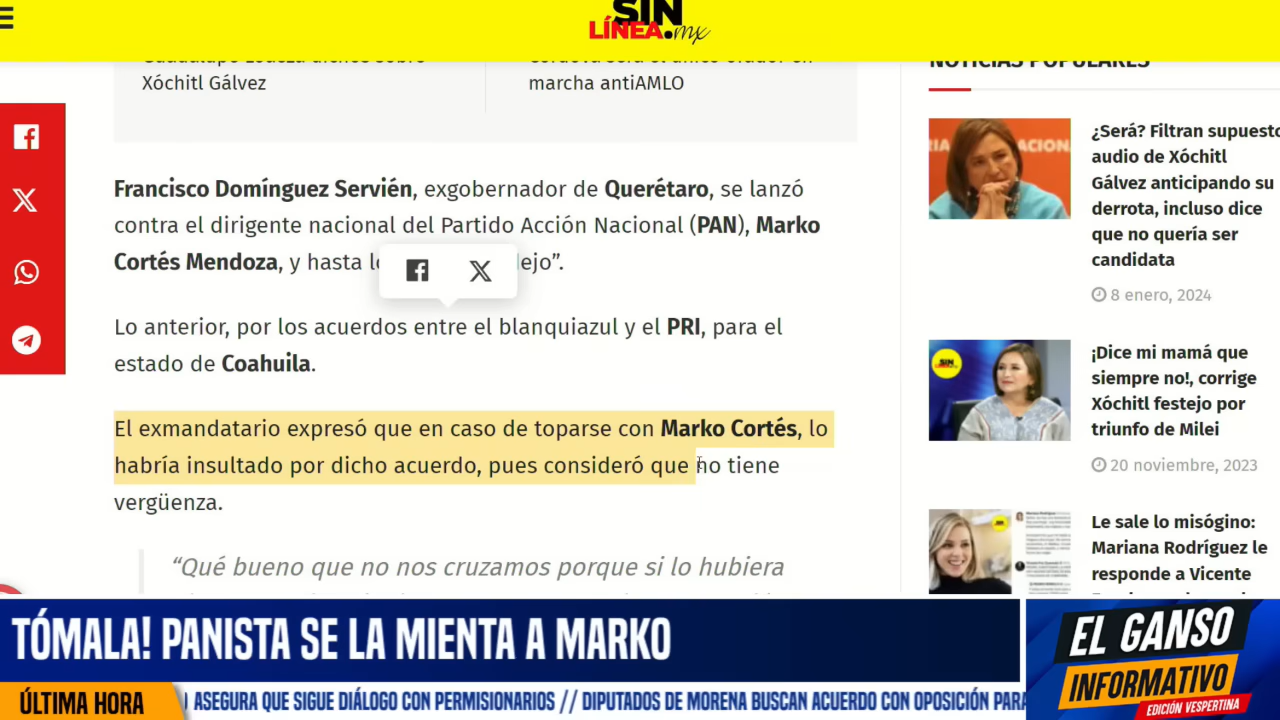 SIN
LÍNEA.mx
Xóchitl Gálvez
marcha antiAMLO
NOTICIAS POPULARES
Francisco Domínguez Servién, exgobernador de Querétaro, se lanzó
contra el dirigente nacional del Partido Acción Nacional (PAN), Marko
Cortés Mendoza, y hasta
Lo anterior, por los acuerdos entre el blanquiazul y el PRI, para el
estado de Coahuila.
El exmandatario expresó que en caso de toparse con Marko Cortés, lo
habría insultado por dicho acuerdo, pues consideró que no tiene
vergüenza.
“Qué bueno que no nos cruzamos porque si lo hubiera
¿Será? Filtran supuesto
audio de Xóchitl
Gálvez anticipando su
derrota, incluso dice
que no quería ser
candidata
8 enero, 2024
¡Dice mi mamá que
siempre no!, corrige
Xóchitl festejo por
triunfo de Milei
20 noviembre, 2023
Le sale lo misógino:
Mariana Rodríguez le
responde a Vicente
TÓMALA! PANISTA SE LA MIENTA A MARKO
EL GANSO
INFORMATIVO
EDICIÓN VESPERTINA
ÚLTIMA HORA
ASEGURA QUE SIGUE DIÁLOGO CON PERMISIONARIOS // DIPUTADOS DE MORENA BUSCAN ACUERDO CON OPOSICIÓN PARA